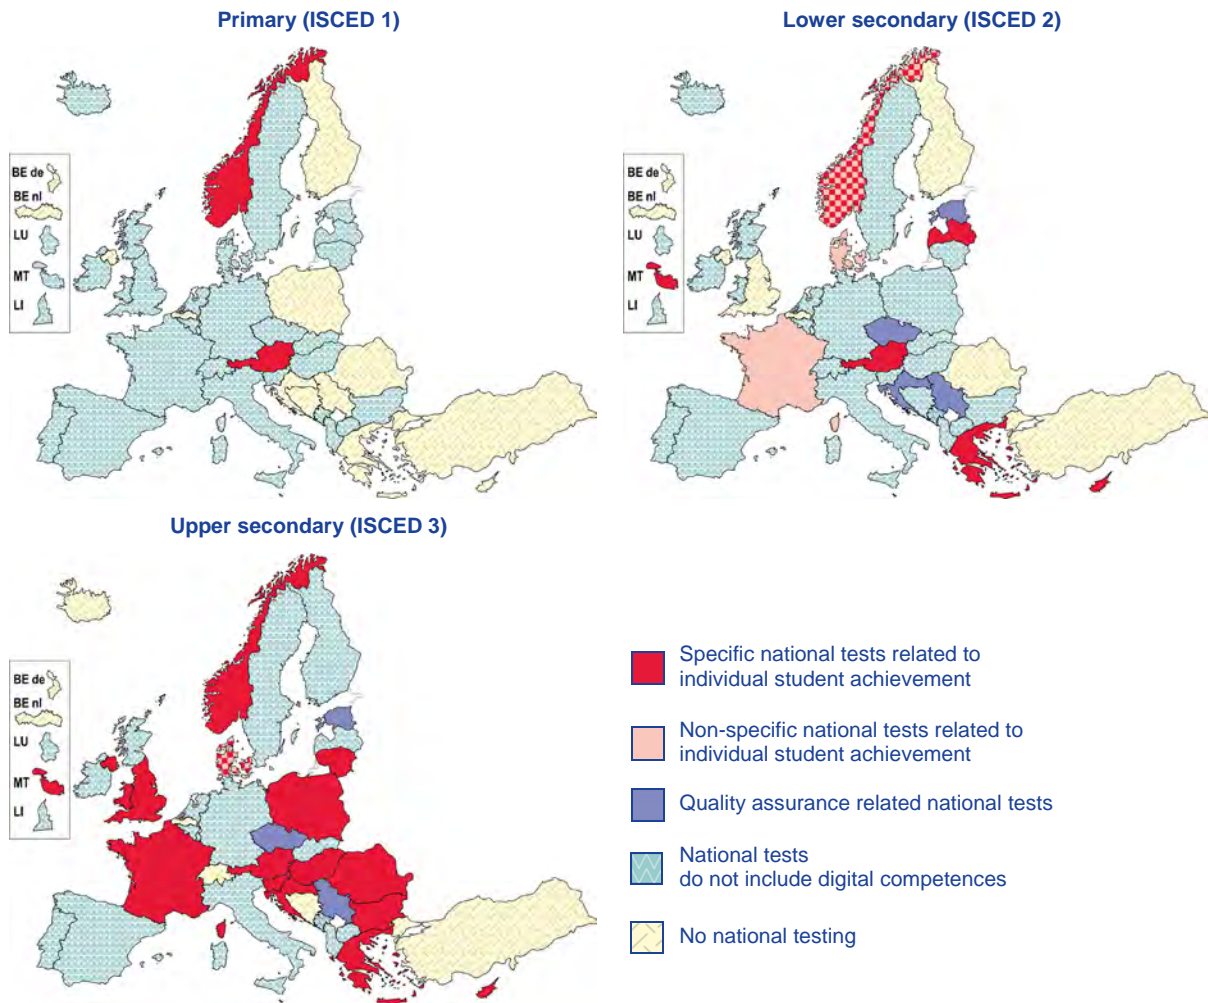 Primary (ISCED 1)
Lower secondary (ISCED 2)
BE de
BE nl
LU
MT
LI
BE de
BE nl
LU
MT
LI
Upper secondary (ISCED 3)
BE de
BE nl
LU
MT
LI
Specific national tests related to
individual student achievement
Non-specific national tests related to
individual student achievement
Quality assurance related national tests
National tests
do not include digital competences
No national testing